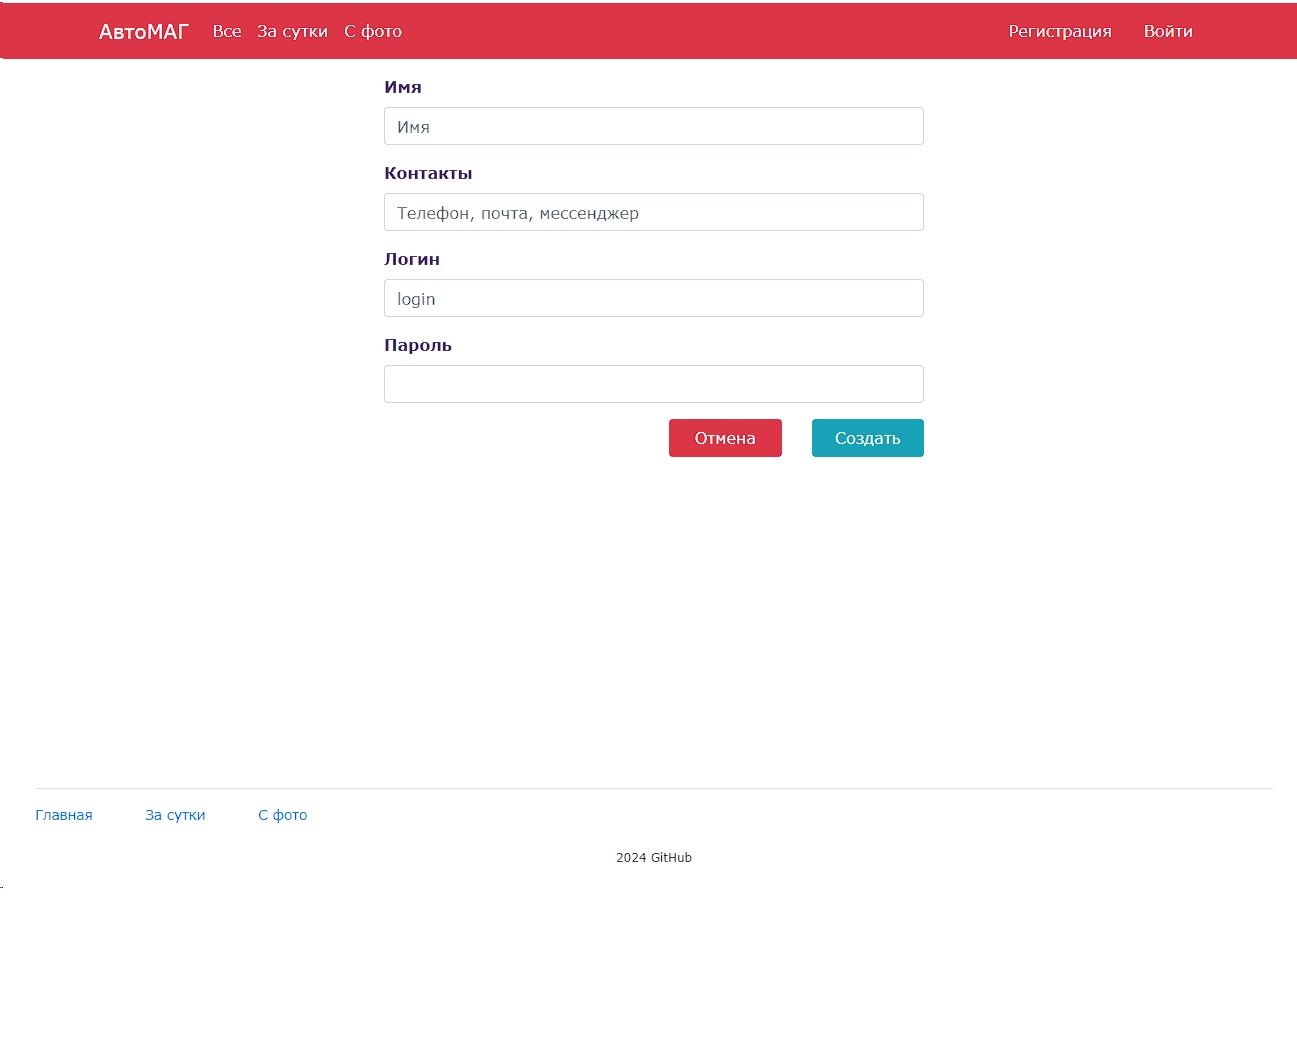 АвтоМАГ Все За сутки С фото Регистрация Войти
Имя
Имя
Контакты
Телефон, почта, мессенджер
Логин
login
Пароль
Отмена Создать
Главная За сутки С фото
2024 GitHub